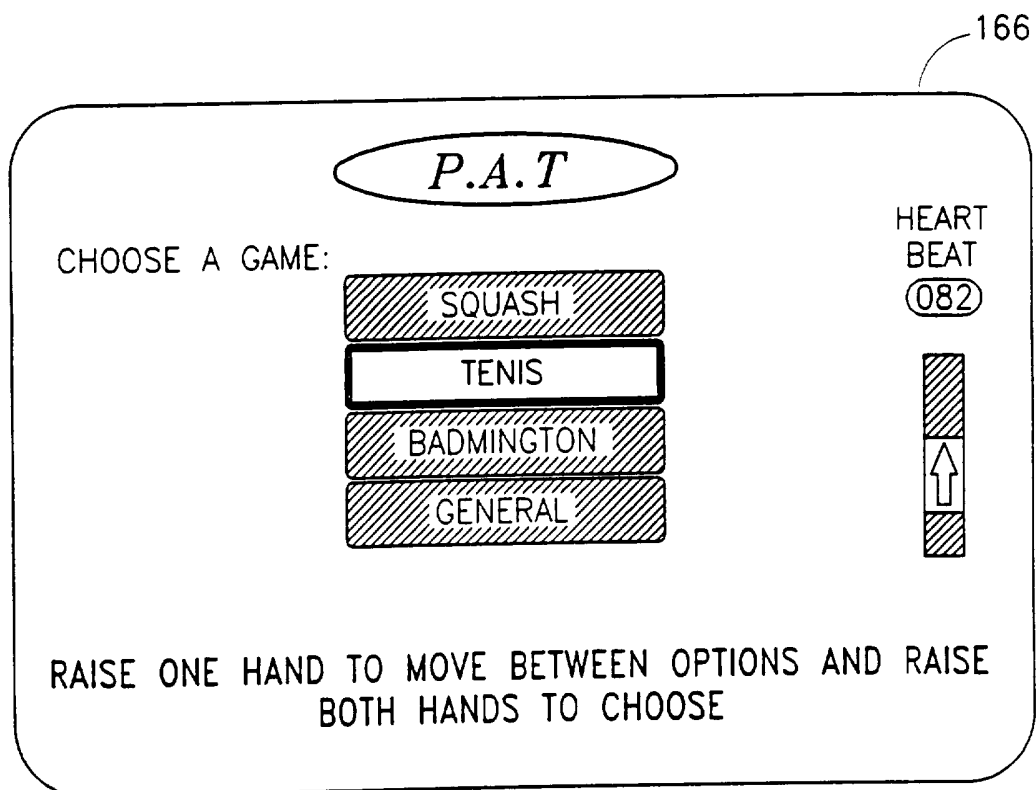 166
P.A.T
CHOOSE A GAME:
HEART
BEAT
082
SQUASH
TENIS
BADMINGTON
GENERAL
RAISE ONE HAND TO MOVE BETWEEN OPTIONS AND RAISE
BOTH HANDS TO CHOOSE